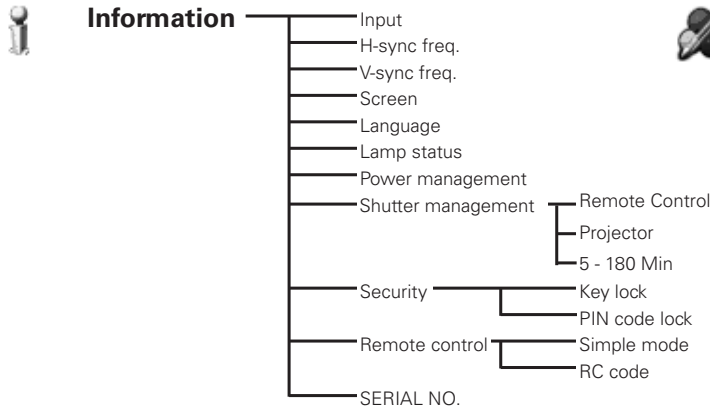 Information
Input
H-sync freq.
V-sync freq.
Screen
Language
Lamp status
Power management
Shutter management
Remote Control
Projector
5 - 180 Min
Security
Key lock
PIN code lock
Remote control
Simple mode
RC code
SERIAL NO.